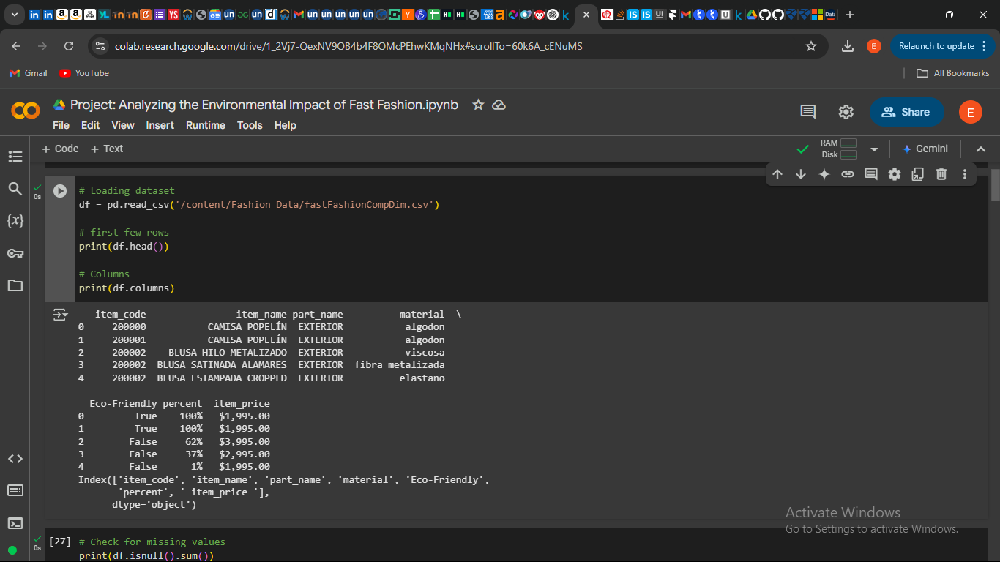 colab.research.google.com/drive/1_2Vj7-QexNV9OB4b4F8OMcPEhwKMqNHx#scrollTo=60k6A_cENuMS
Relaunch to update
Gmail
YouTube
All Bookmarks
Project: Analyzing the Environmental Impact of Fast Fashion.ipynb
File Edit View Insert Runtime Tools Help
Share
E
+ Code + Text
RAM
Disk
Gemini
0s
# Loading dataset
df = pd.read_csv('/content/Fashion Data/fastFashionCompDim.csv')
# first few rows
print(df.head())
# Columns
print(df.columns)
item_code item_name part_name material \
0 200000 CAMISA POPELÍN EXTERIOR algodon
1 200001 CAMISA POPELÍN EXTERIOR algodon
2 200002 BLUSA HILO METALIZADO EXTERIOR viscosa
3 200002 BLUSA SATINADA ALAMARES EXTERIOR fibra metalizada
4 200002 BLUSA ESTAMPADA CROPPED EXTERIOR elastano
Eco-Friendly percent item_price
0 True 100% $1,995.00
1 True 100% $1,995.00
2 False 62% $3,995.00
3 False 37% $2,995.00
4 False 1% $1,995.00
Index(['item_code', 'item_name', 'part_name', 'material', 'Eco-Friendly',
'percent', ' item_price '],
dtype='object')
Activate Windows
Go to Settings to activate Windows.
0s
[27] # Check for missing values
print(df.isnull().sum())